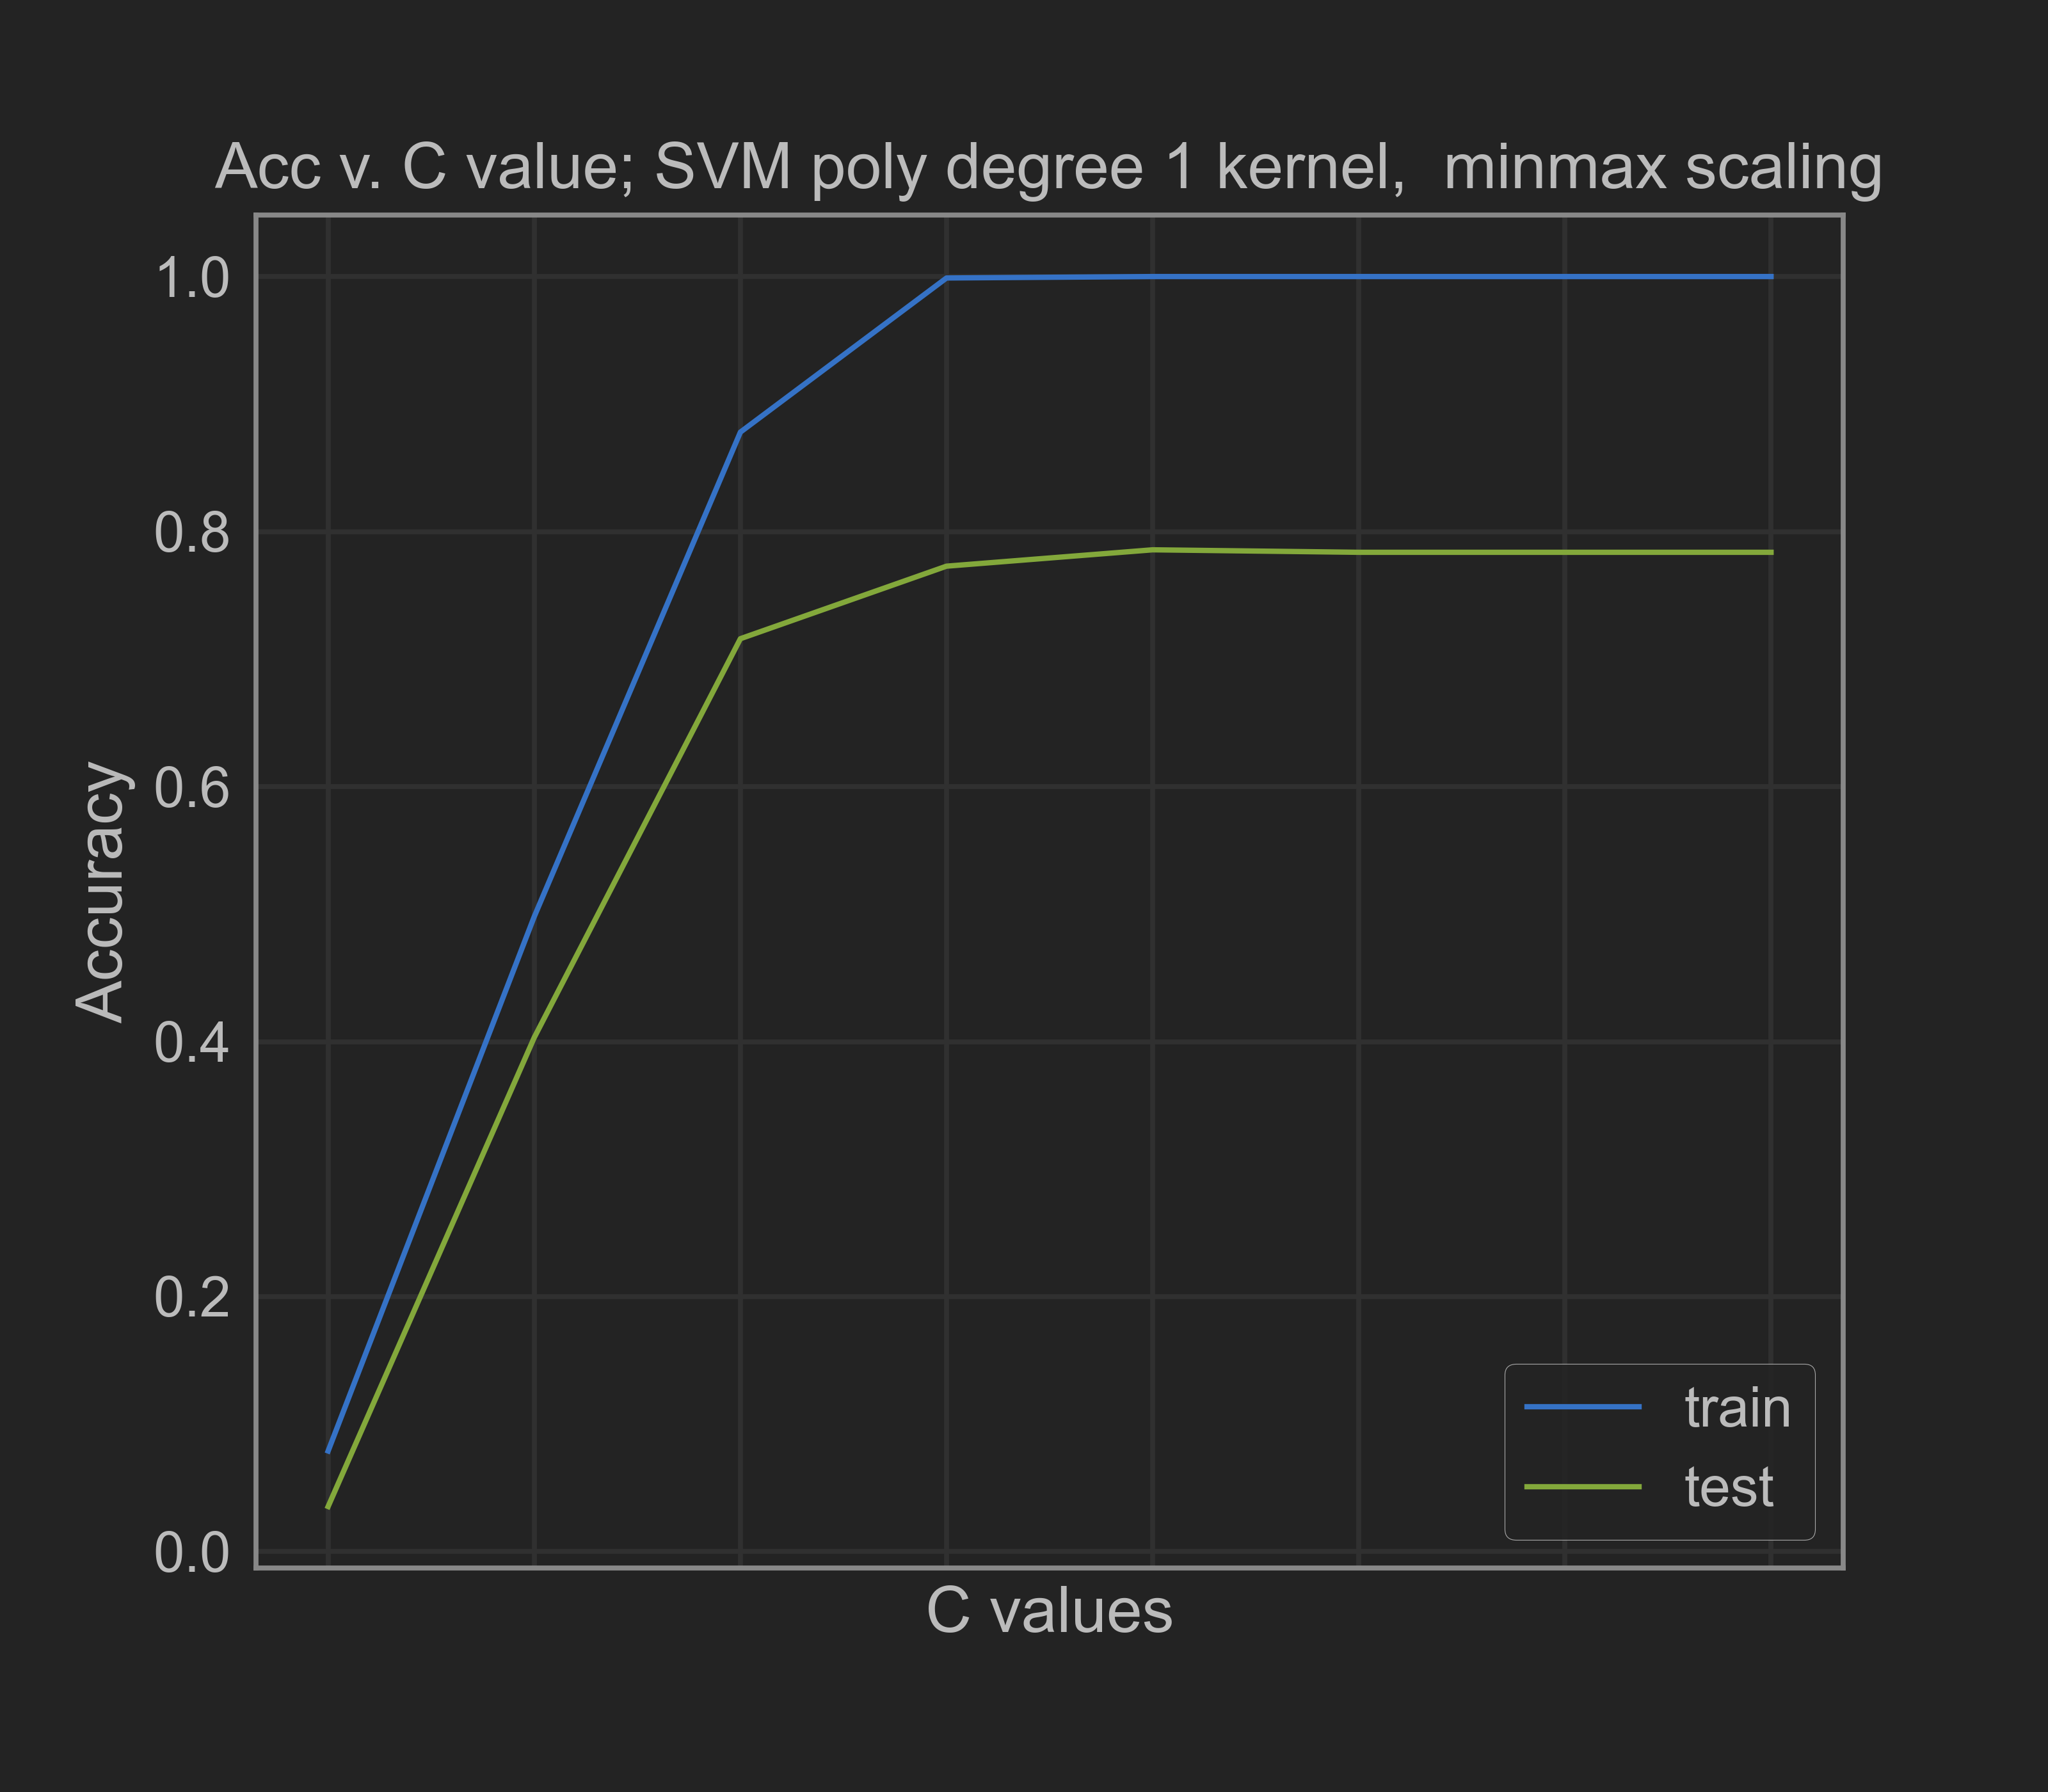 Acc v. C value; SVM poly degree 1 kernel,  minmax scaling
1.0
0.8
0.6
0.4
0.2
0.0
Accuracy
train
test
C values